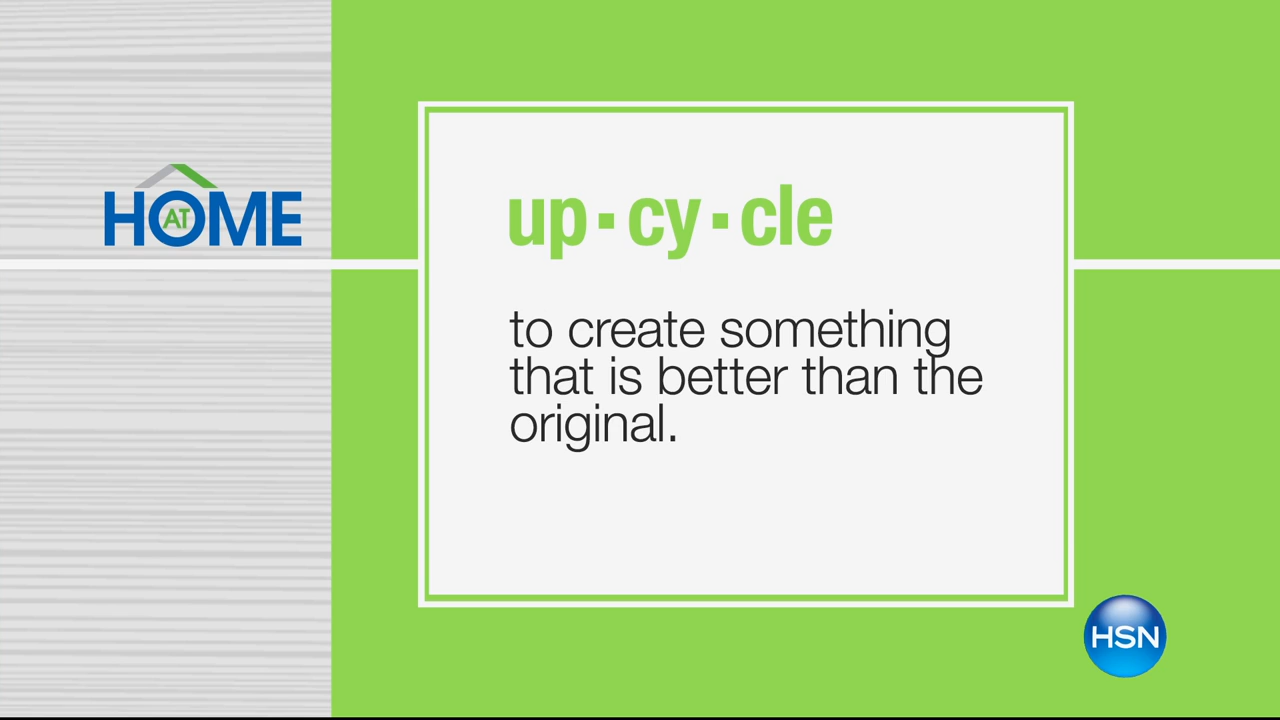 AT HOME
up·cy·cle
to create something
that is better than the
original.
HSN